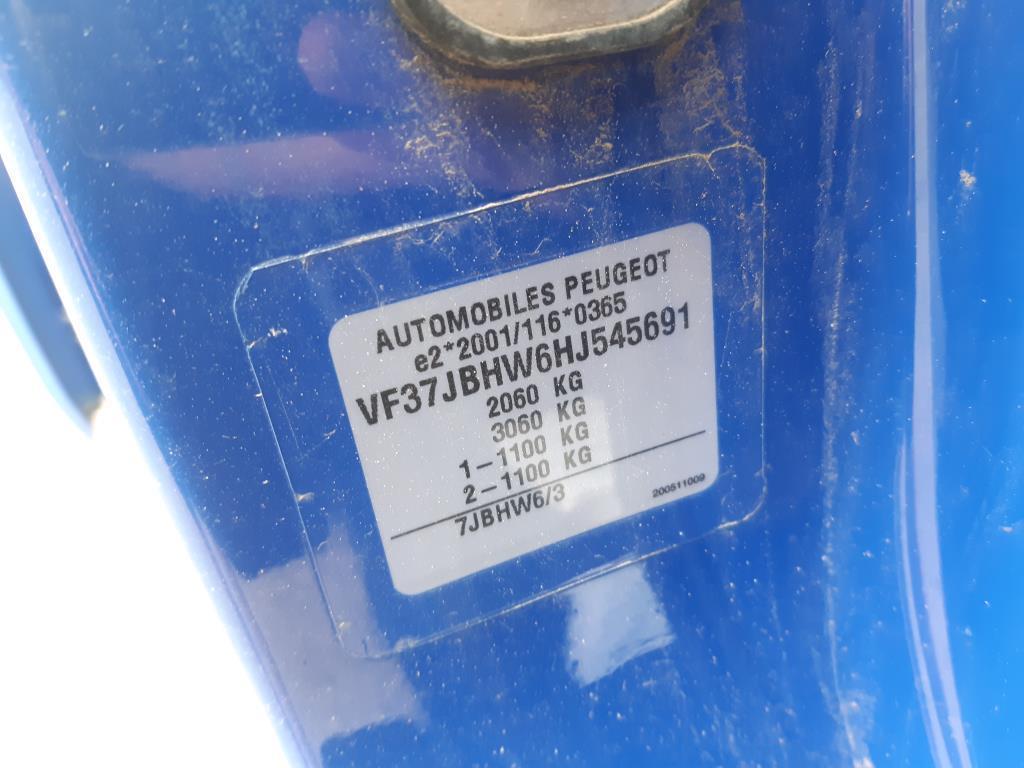 AUTOMOBILES PEUGEOT
e2*2001/116*0365
VF37JBHW6HJ545691
2060 KG
3060 KG
1-1100 KG
2-1100 KG
7JBHW6/3
200511009